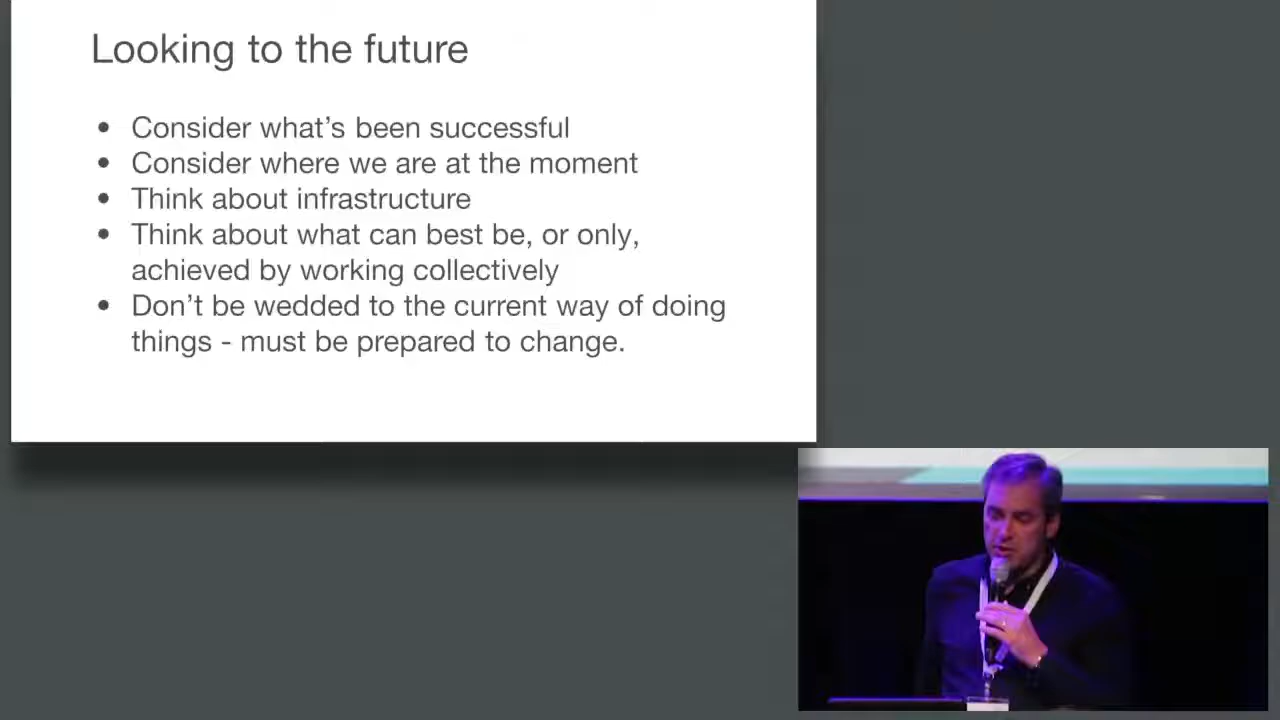 Looking to the future
• Consider what's been successful
• Consider where we are at the moment
• Think about infrastructure
• Think about what can best be, or only,
achieved by working collectively
• Don't be wedded to the current way of doing
things - must be prepared to change.